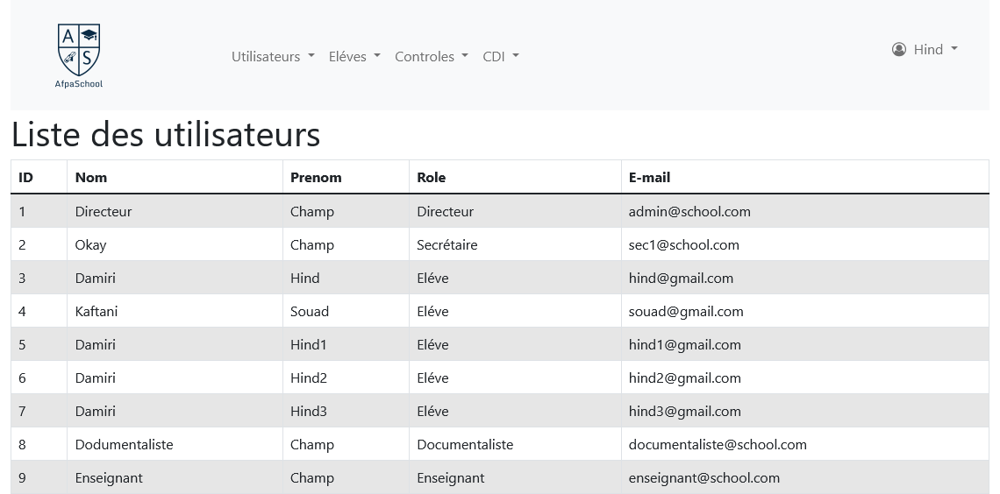 A
S
AfpaSchool
Utilisateurs Eléves Controles CDI Hind
Liste des utilisateurs
ID Nom Prenom Role E-mail
1 Directeur Champ Directeur admin@school.com
2 Okay Champ Secrétaire sec1@school.com
3 Damiri Hind Eléve hind@gmail.com
4 Kaftani Souad Eléve souad@gmail.com
5 Damiri Hind1 Eléve hind1@gmail.com
6 Damiri Hind2 Eléve hind2@gmail.com
7 Damiri Hind3 Eléve hind3@gmail.com
8 Dodumentaliste Champ Documentaliste documentaliste@school.com
9 Enseignant Champ Enseignant enseignant@school.com